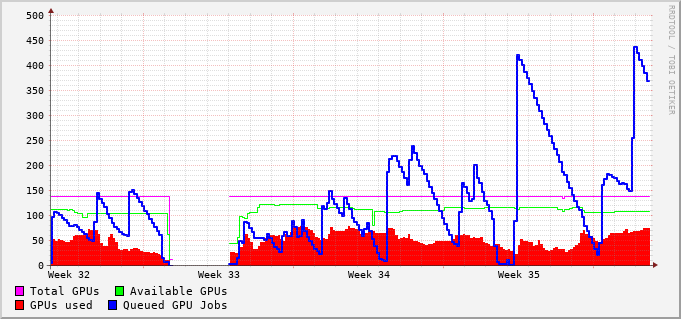 500
450
400
350
300
250
200
150
100
50
0
Week 32 Week 33 Week 34 Week 35
Total GPUs Available GPUs
GPUs used Queued GPU Jobs
RRDTOOL / TOBI OETIKER